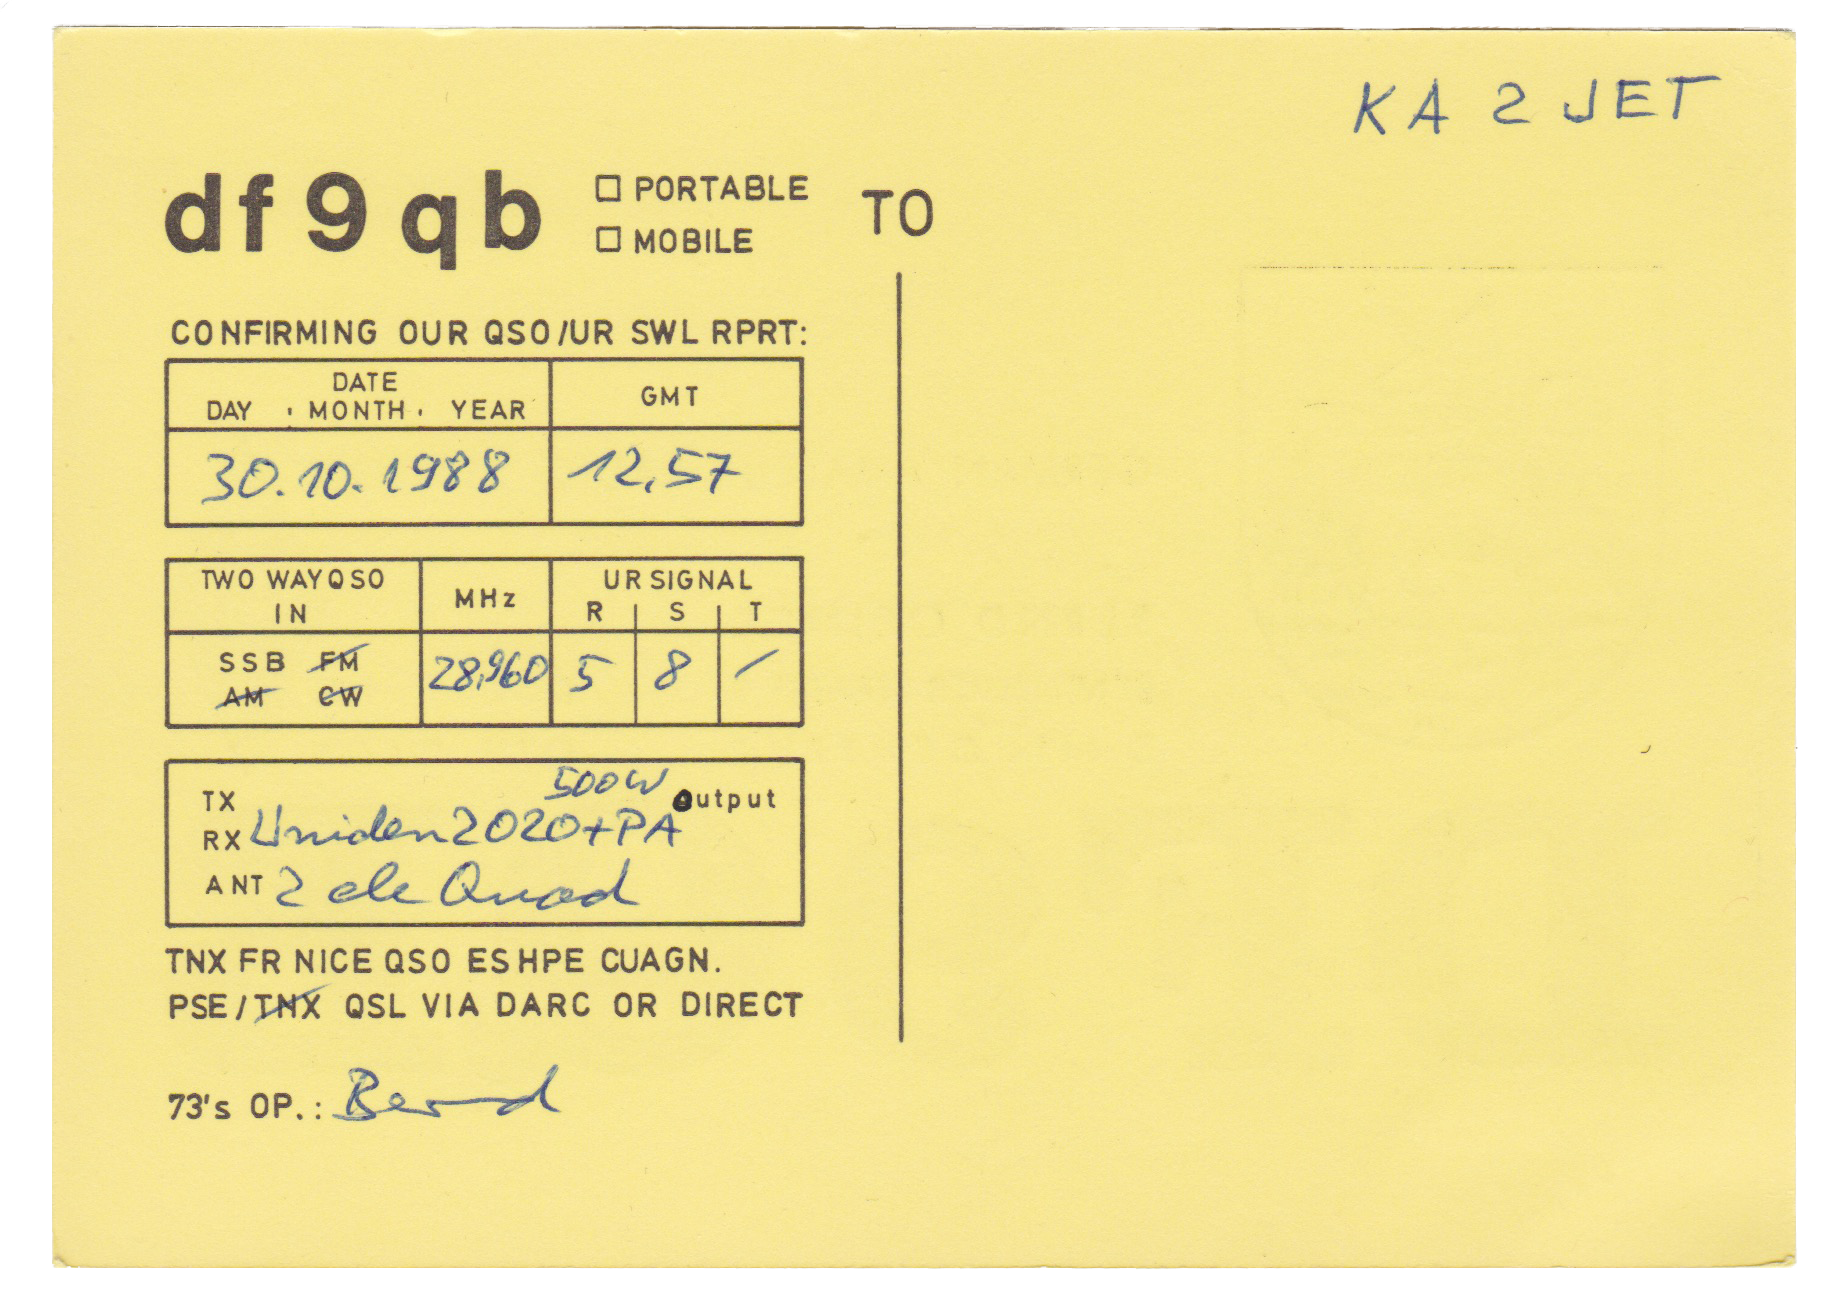 KA 2 JET
df9qb
PORTABLE
MOBILE
TO
CONFIRMING OUR QSO/UR SWL RPRT:
DATE
DAY . MONTH . YEAR
GMT
30.10.1988
12,57
TWO WAY QSO
IN
MHz
UR SIGNAL
R S T
SSB FM
AM CW
28,960
5 8 /
500W
TX output
RX Uniden 2020+PA
ANT 2 ele Quad
TNX FR NICE QSO ES HPE CUAGN.
PSE/TNX QSL VIA DARC OR DIRECT
73's OP.: Bernd